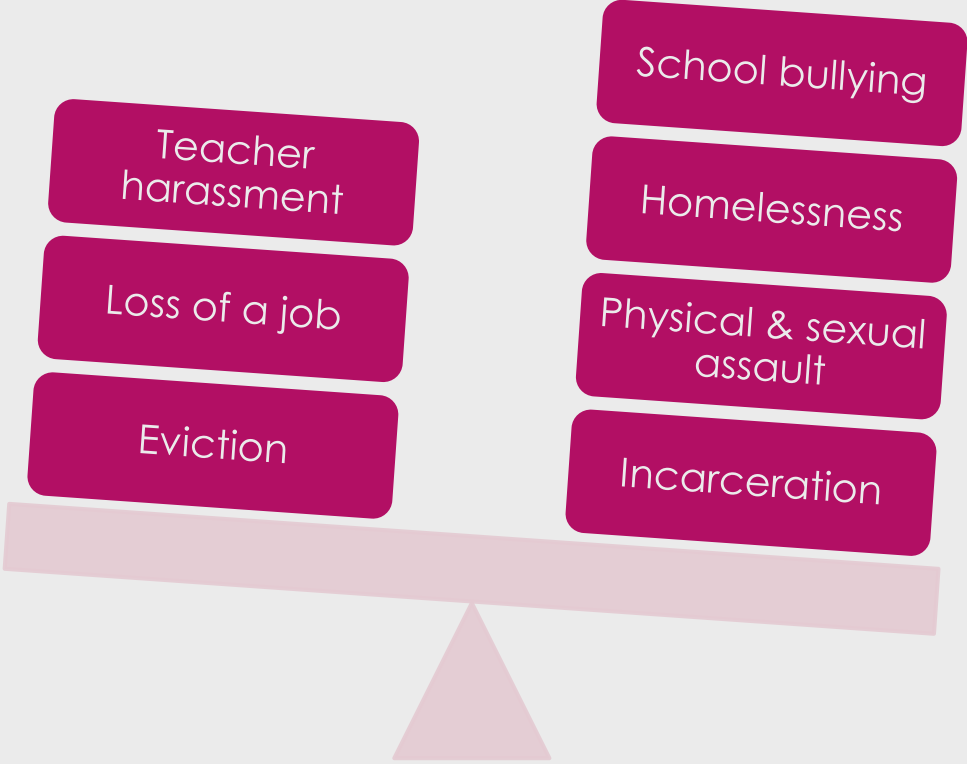 Teacher
harassment
Loss of a job
Eviction
School bullying
Homelessness
Physical & sexual
assault
Incarceration